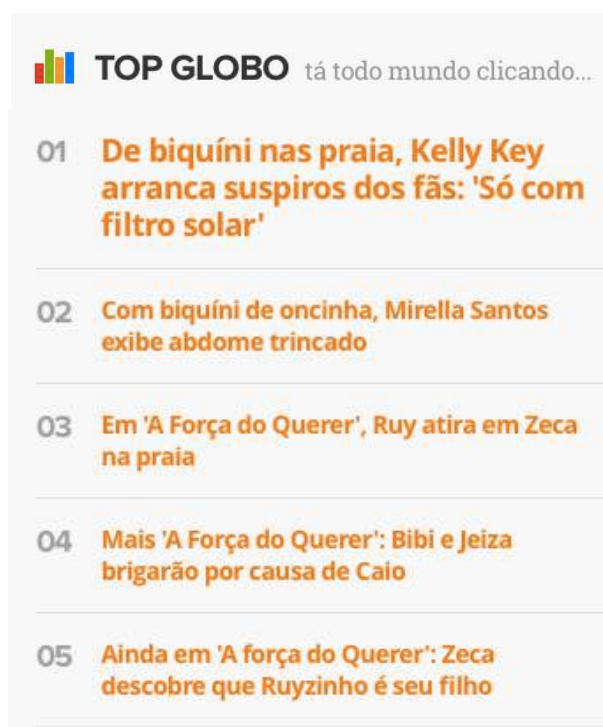 TOP GLOBO tá todo mundo clicando...
01 De biquíni nas praia, Kelly Key
arranca suspiros dos fãs: 'Só com
filtro solar'
02 Com biquíni de oncinha, Mirella Santos
exibe abdome trincado
03 Em 'A Força do Querer', Ruy atira em Zeca
na praia
04 Mais 'A Força do Querer': Bibi e Jeiza
brigarão por causa de Caio
05 Ainda em 'A força do Querer': Zeca
descobre que Ruyzinho é seu filho